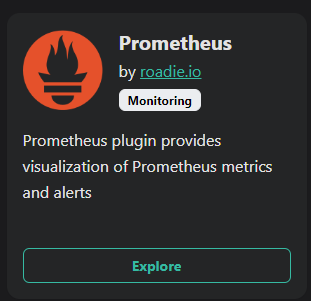 Prometheus
by roadie.io
Monitoring
Prometheus plugin provides
visualization of Prometheus metrics
and alerts
Explore